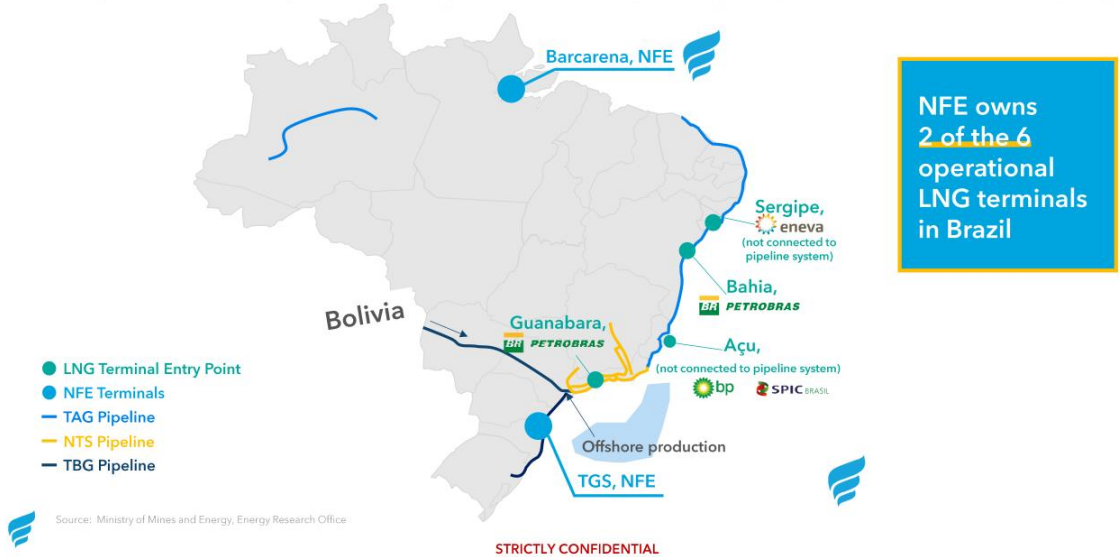 Barcarena, NFE
NFE owns
2 of the 6
operational
LNG terminals
in Brazil
Sergipe,
eneva
(not connected to
pipeline system)
Bahia,
BR PETROBRAS
Bolivia
Guanabara,
BR PETROBRAS
Açu,
(not connected to pipeline system)
bp SPIC BRASIL
LNG Terminal Entry Point
NFE Terminals
TAG Pipeline
NTS Pipeline
TBG Pipeline
Offshore production
TGS, NFE
Source: Ministry of Mines and Energy, Energy Research Office
STRICTLY CONFIDENTIAL